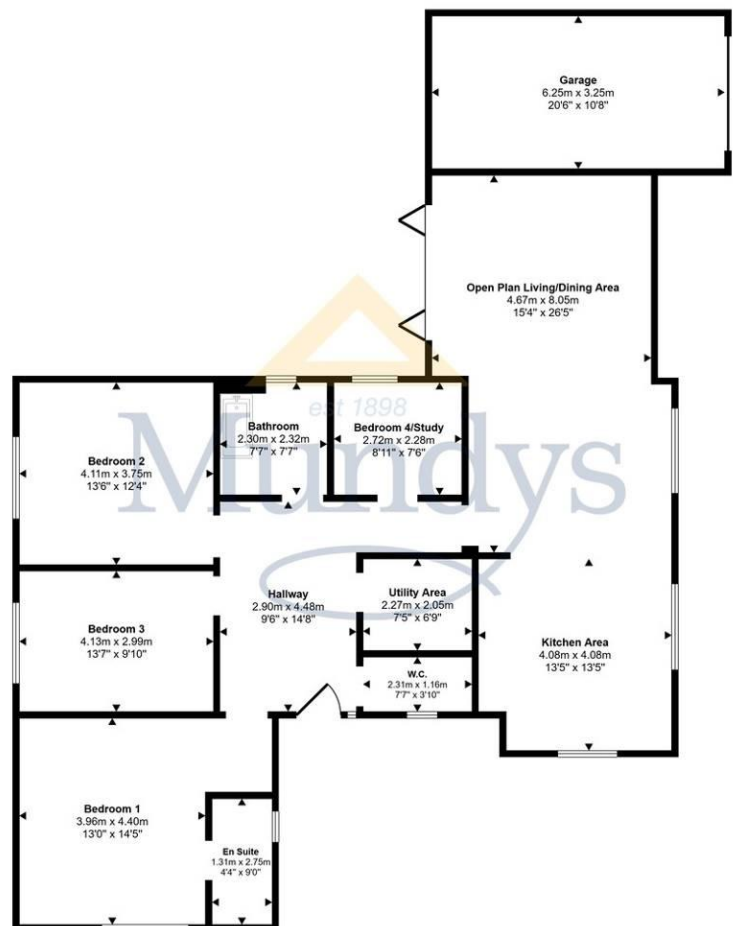 Garage
6.25m x 3.25m
20'6" x 10'8"
Open Plan Living/Dining Area
4.67m x 8.05m
15'4" x 26'5"
est 1898
Mundys
Bathroom
2.30m x 2.32m
7'7" x 7'7"
Bedroom 4/Study
2.72m x 2.28m
8'11" x 7'6"
Bedroom 2
4.11m x 3.75m
13'6" x 12'4"
Hallway
2.90m x 4.48m
9'6" x 14'8"
Utility Area
2.27m x 2.05m
7'5" x 6'9"
Bedroom 3
4.13m x 2.99m
13'7" x 9'10"
Kitchen Area
4.08m x 4.08m
13'5" x 13'5"
W.C.
2.31m x 1.16m
7'7" x 3'10"
Bedroom 1
3.96m x 4.40m
13'0" x 14'5"
En Suite
1.31m x 2.75m
4'4" x 9'0"